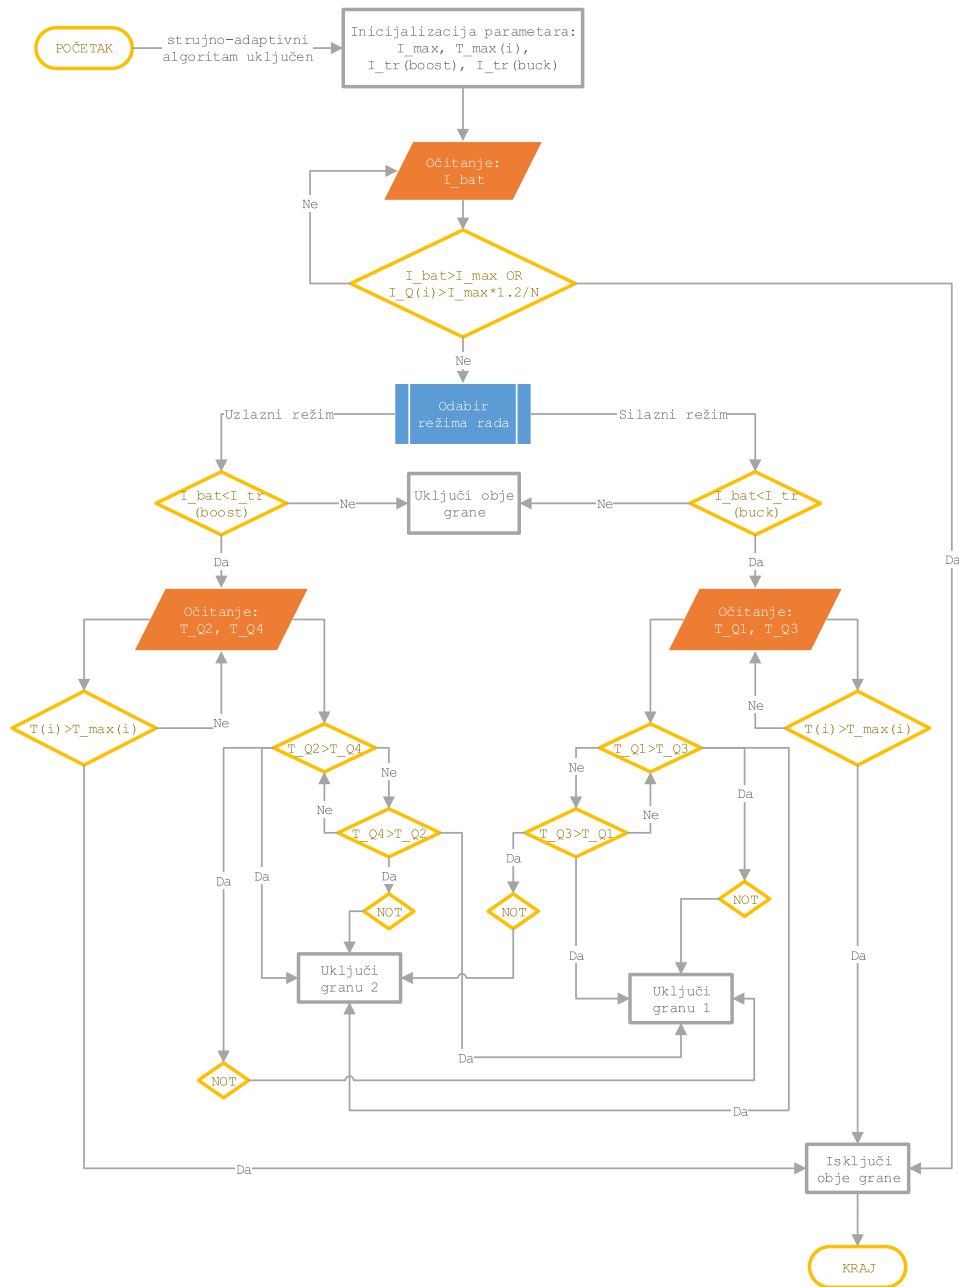 POČETAK
strujno-adaptivni
algoritam uključen
Inicijalizacija parametara:
I_max, T_max(i),
I_tr(boost), I_tr(buck)
Očitanje:
I_bat
Ne
I_bat>I_max OR
I_Q(i)>I_max*1.2/N
Ne
Odabir
režima rada
Uzlazni režim
Silazni režim
I_bat<I_tr
(boost)
Ne
Uključi obje
grane
Ne
I_bat<I_tr
(buck)
Da
Da
Da
Očitanje:
T_Q2, T_Q4
Očitanje:
T_Q1, T_Q3
T(i)>T_max(i)
Ne
Ne
T(i)>T_max(i)
T_Q2>T_Q4
T_Q1>T_Q3
Ne
Ne
Da
Ne
Ne
T_Q4>T_Q2
T_Q3>T_Q1
Da
Da
Da
Da
NOT
NOT
NOT
Da
Da
Uključi
granu 2
Uključi
granu 1
Da
NOT
Da
Da
Isključi
obje grane
KRAJ